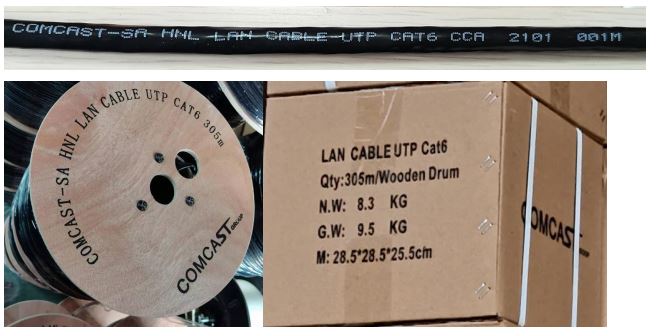 COMCAST-SA HNL LAN CABLE-UTP CAT6 CCA 2101 001M
COMCAST-SA HNL LAN CABLE UTP CAT6 305m
COMCAST GROUP
LAN CABLE UTP Cat6
Qty:305m/Wooden Drum
N.W: 8.3 KG
G.W: 9.5 KG
M: 28.5*28.5*25.5cm
COMCAST